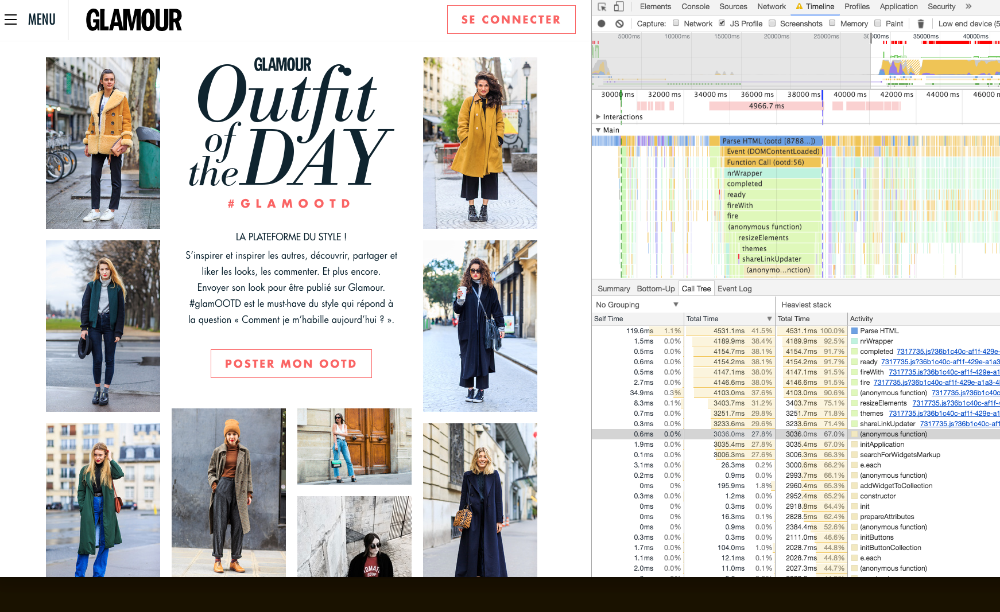 MENU
GLAMOUR
SE CONNECTER
GLAMOUR
Outfit
of
the DAY
#GLAMOOTD
LA PLATEFORME DU STYLE !
S'inspirer et inspirer les autres, découvrir, partager et
liker les looks, les commenter. Et plus encore.
Envoyer son look pour être publié sur Glamour.
#glamOOTD est le must-have du style qui répond à
la question « Comment je m'habille aujourd'hui ? ».
POSTER MON OOTD
TOMATO
SOUP
Elements Console Sources Network Timeline Profiles Application Security »
Capture: Network JS Profile Screenshots Memory Paint Low end device (5
5000ms 10000ms 15000ms 20000ms 25000ms 35000ms 40000ms
30000 ms 32000 ms 34000 ms 36000 ms 38000 ms 40000 ms 42000 ms 44000 ms 46000 m
4966.7 ms
Interactions
Main
Parse HTML (ootd [8788...])
Event (DOMContentLoaded)
Function Call (ootd:56)
nrWrapper
completed
ready
fireWith
fire
(anonymous function)
resizeElements
themes
shareLinkUpdater
(anonymo...nction)
Summary Bottom-Up Call Tree Event Log
No Grouping ▼ Heaviest stack
Self Time Total Time ▼ Total Time Activity
119.6ms 1.1% 4531.1ms 41.5% 4531.1ms 100.0% Parse HTML
1.5ms 0.0% 4189.9ms 38.4% 4189.9ms 92.5% nrWrapper
0.5ms 0.0% 4154.7ms 38.1% 4154.7ms 91.7% completed 7317735.js?36b1c40c-af1f-429e-
0.6ms 0.0% 4154.2ms 38.1% 4154.2ms 91.7% ready 7317735.js?36b1c40c-af1f-429e-a1a3
0.5ms 0.0% 4147.1ms 38.0% 4147.1ms 91.5% fireWith 7317735.js?36b1c40c-af1f-429e-a1
2.7ms 0.0% 4146.6ms 38.0% 4146.6ms 91.5% fire 7317735.js?36b1c40c-af1f-429e-a1a3-4
34.9ms 0.3% 4103.0ms 37.6% 4103.0ms 90.6% (anonymous function) 7317735.js?36b1c40c
8.3ms 0.1% 3403.7ms 31.2% 3403.7ms 75.1% resizeElements 7317735.js?36b1c40c-af1f-4
0.7ms 0.0% 3251.7ms 29.8% 3251.7ms 71.8% themes 7317735.js?36b1c40c-af1f-429e-a1
0.3ms 0.0% 3233.6ms 29.6% 3233.6ms 71.4% shareLinkUpdater 7317735.js?36b1c40c-af1
0.6ms 0.0% 3036.0ms 27.8% 3036.0ms 67.0% (anonymous function)
1.9ms 0.0% 3035.4ms 27.8% 3035.4ms 67.0% initApplication
0.1ms 0.0% 3006.3ms 27.6% 3006.3ms 66.3% searchForWidgetsMarkup
3.1ms 0.0% 26.3ms 0.2% 3000.6ms 66.2% e.each
0.2ms 0.0% 0.9ms 0.0% 2993.7ms 66.1% (anonymous function)
0ms 0% 195.9ms 1.8% 2960.4ms 65.3% addWidgetToCollection
0.3ms 0.0% 1.2ms 0.0% 2952.4ms 65.2% constructor
0ms 0% 0.3ms 0.0% 2918.8ms 64.4% init
0ms 0% 16.3ms 0.1% 2828.5ms 62.4% prepareAttributes
0ms 0% 0.9ms 0.0% 2384.4ms 52.6% (anonymous function)
0.3ms 0.0% 0.3ms 0.0% 2111.0ms 46.6% initButtons
1.7ms 0.0% 104.0ms 1.0% 2028.7ms 44.8% initButtonCollection
1.1ms 0.0% 12.1ms 0.1% 2028.7ms 44.8% e.each
2.0ms 0.0% 11.0ms 0.1% 2027.3ms 44.7% (anonymous function)